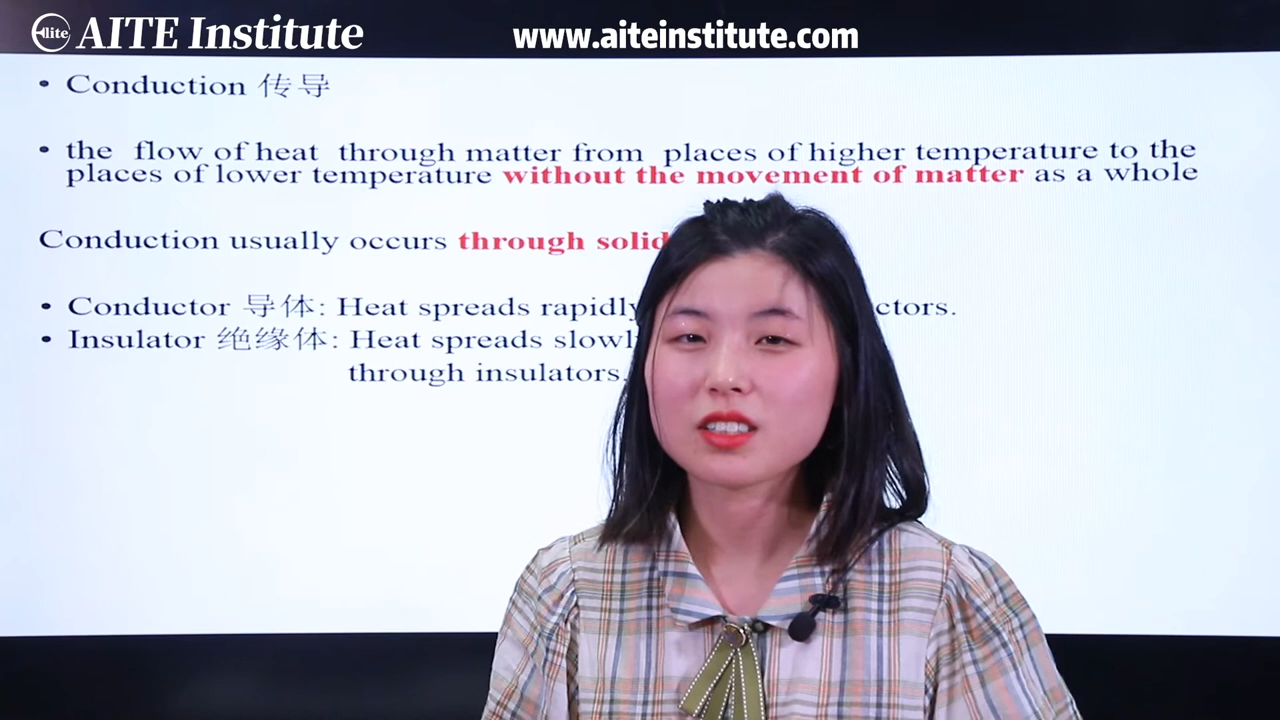 Elite AITE Institute
www.aiteinstitute.com
• Conduction 传导
• the flow of heat through matter from places of higher temperature to the
places of lower temperature without the movement of matter as a whole
Conduction usually occurs through solid
• Conductor 导体: Heat spreads rapidly ctors.
• Insulator 绝缘体: Heat spreads slowl
through insulators.